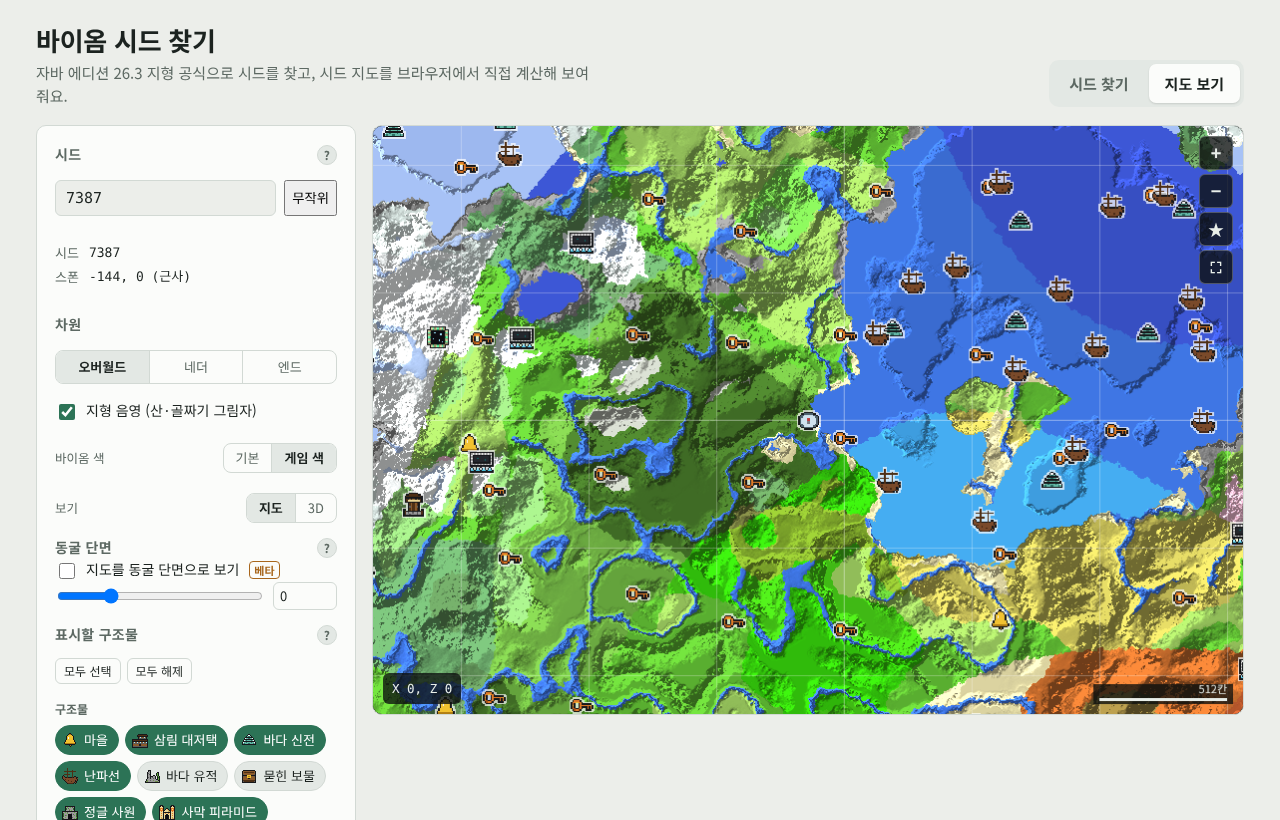 바이옴 시드 찾기
자바 에디션 26.3 지형 공식으로 시드를 찾고, 시드 지도를 브라우저에서 직접 계산해 보여
줘요.
시드 찾기
지도 보기
시드
?
7387
무작위
시드 7387
스폰 -144, 0 (근사)
차원
오버월드
네더
엔드
지형 음영 (산·골짜기 그림자)
바이옴 색
기본
게임 색
보기
지도
3D
동굴 단면
?
지도를 동굴 단면으로 보기
베타
0
표시할 구조물
?
모두 선택
모두 해제
구조물
마을
삼림 대저택
바다 신전
난파선
바다 유적
묻힌 보물
정글 사원
사막 피라미드
+
−
★
X 0, Z 0
512칸